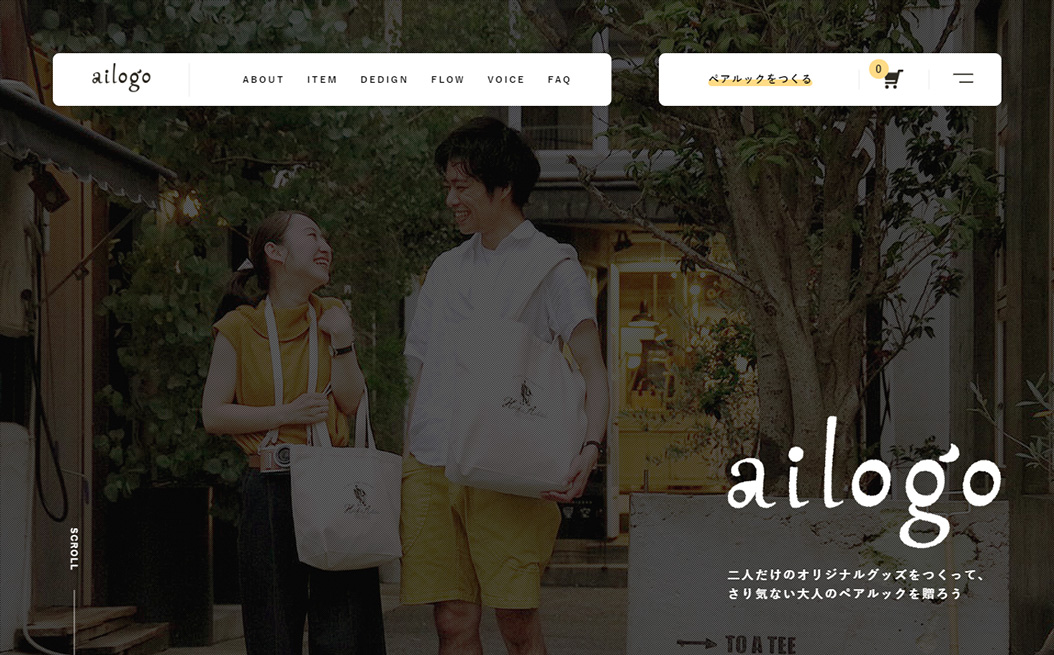 ailogo
ABOUT ITEM DEDIGN FLOW VOICE FAQ
ペアルックをつくる
0
ailogo
二人だけのオリジナルグッズをつくって、
さり気ない大人のペアルックを贈ろう
SCROLL
TO A TEE